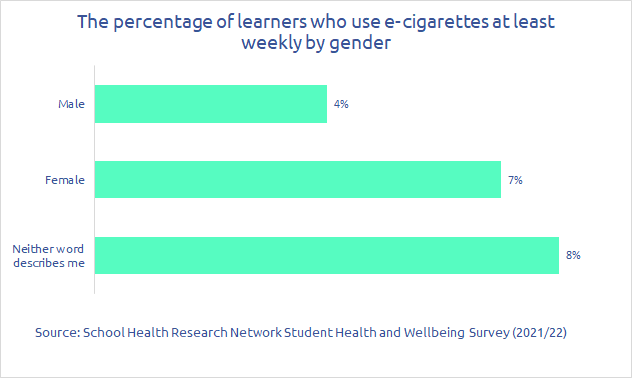 The percentage of learners who use e-cigarettes at least
weekly by gender
Male
4%
Female
7%
Neither word
describes me
8%
Source: School Health Research Network Student Health and Wellbeing Survey (2021/22)